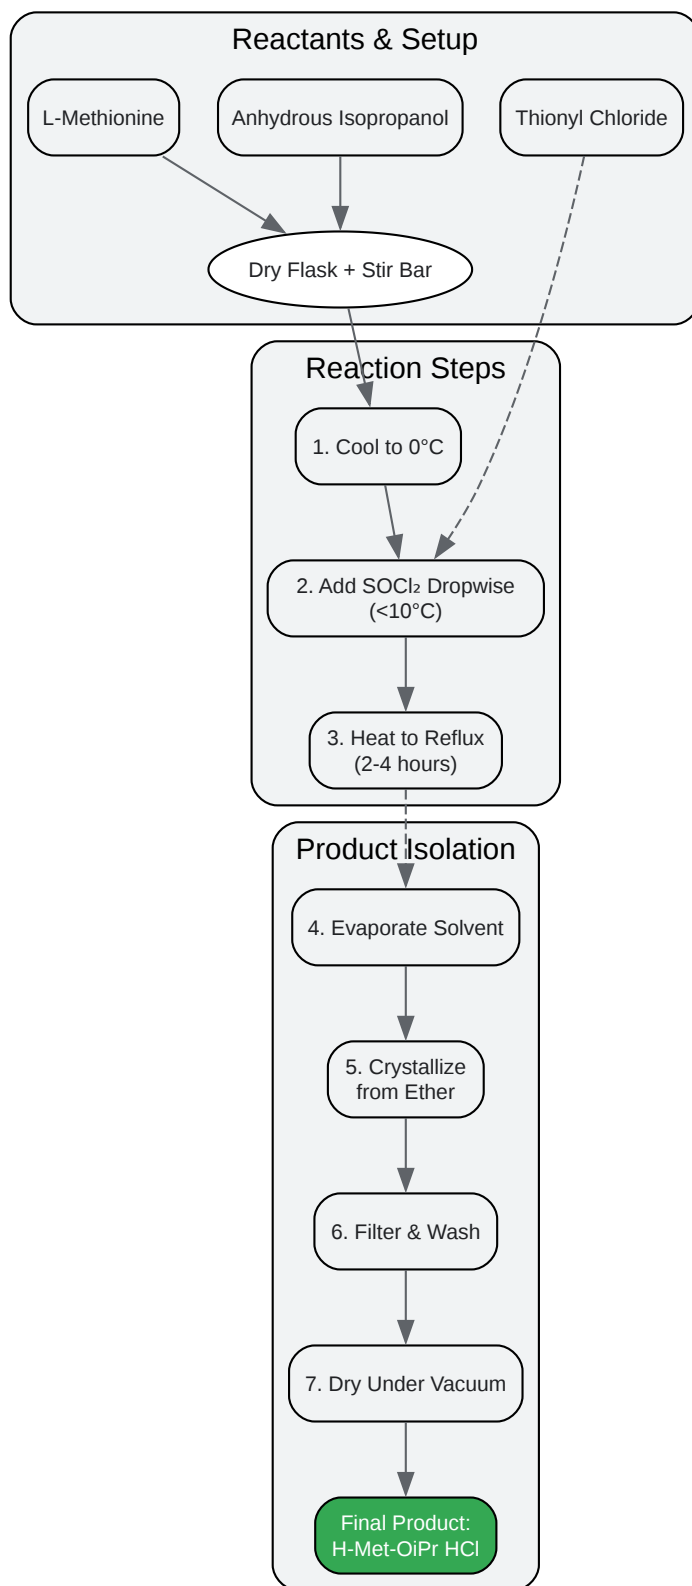 Reactants & Setup
L-Methionine
Anhydrous Isopropanol
Thionyl Chloride
Dry Flask + Stir Bar
Reaction Steps
1. Cool to 0°C
2. Add SOCl₂ Dropwise
(<10°C)
3. Heat to Reflux
(2-4 hours)
Product Isolation
4. Evaporate Solvent
5. Crystallize
from Ether
6. Filter & Wash
7. Dry Under Vacuum
Final Product:
H-Met-OiPr HCl